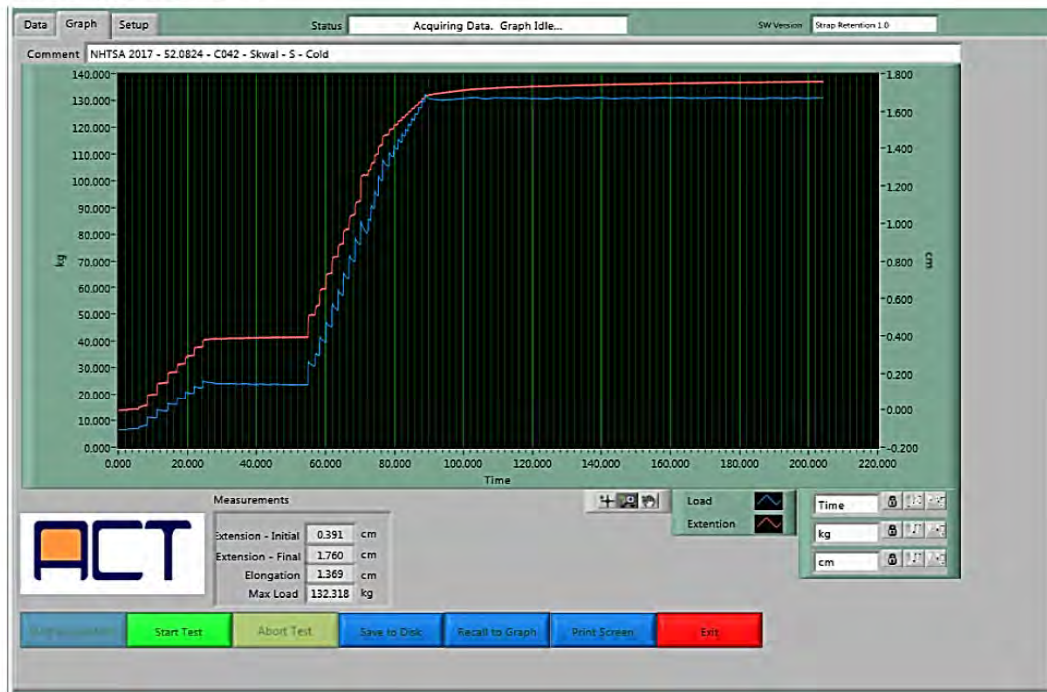 Data Graph Setup Status Acquiring Data. Graph Idle... SW Version Strap Retention 1.0
Comment NHTSA 2017 - 52.0824 - C042 - Skwal - S - Cold
140.000
130.000
120.000
110.000
100.000
90.000
80.000
70.000
60.000
50.000
40.000
30.000
20.000
10.000
0.000
kg
1.800
1.600
1.400
1.200
1.000
0.800
0.600
0.400
0.200
0.000
-0.200
cm
0.000 20.000 40.000 60.000 80.000 100.000 120.000 140.000 160.000 180.000 200.000 220.000
Time
Measurements
Extension - Initial 0.391 cm
Extension - Final 1.760 cm
Elongation 1.369 cm
Max Load 132.318 kg
Load
Extention
Time
kg
cm
ACT
Start Test Abort Test Save to Disk Recall to Graph Print Screen Exit